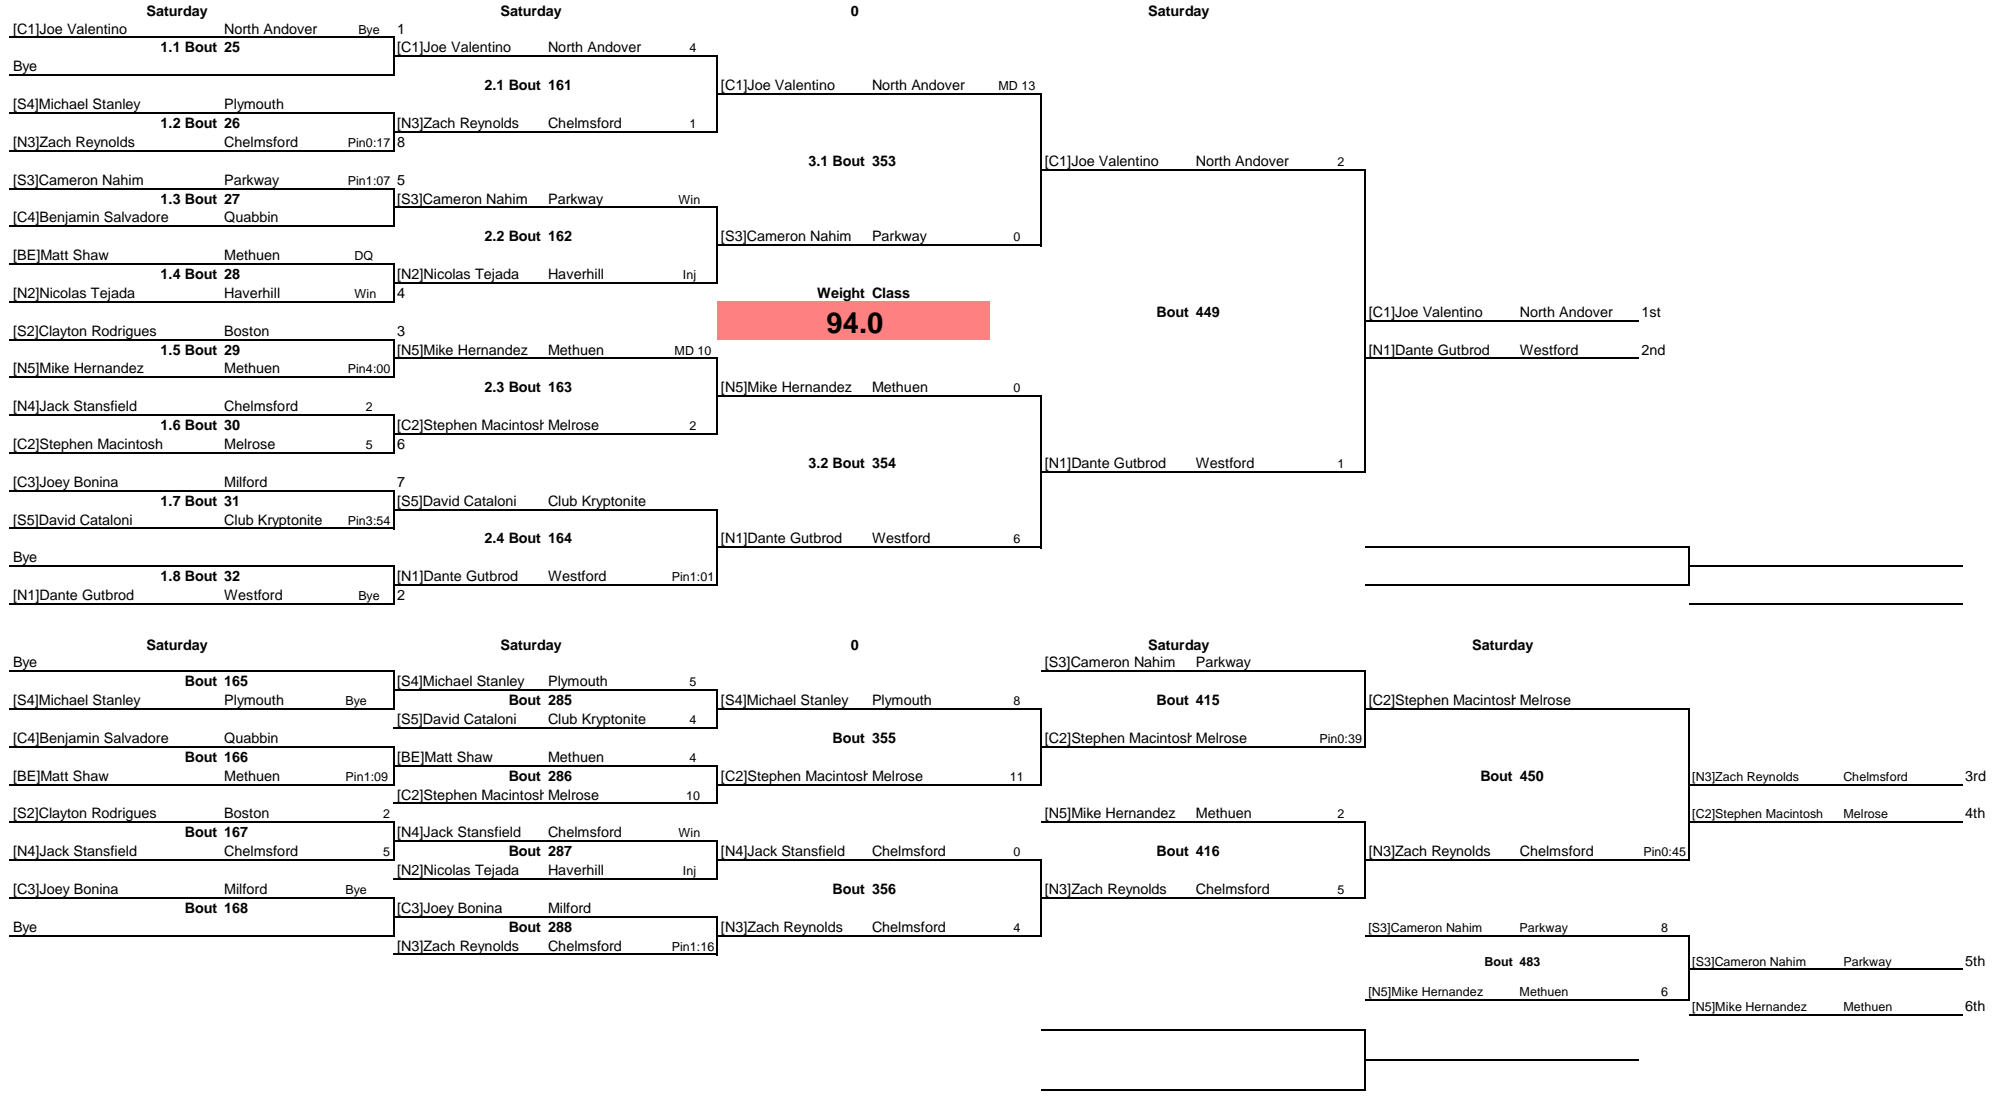 Saturday Saturday 0 Saturday
[C1]Joe Valentino North Andover Bye 1
1.1 Bout 25 [C1]Joe Valentino North Andover 4
Bye
2.1 Bout 161 [C1]Joe Valentino North Andover MD 13
[S4]Michael Stanley Plymouth
1.2 Bout 26 [N3]Zach Reynolds Chelmsford 1
[N3]Zach Reynolds Chelmsford Pin0:17 8
3.1 Bout 353 [C1]Joe Valentino North Andover 2
[S3]Cameron Nahim Parkway Pin1:07 5
1.3 Bout 27 [S3]Cameron Nahim Parkway Win
[C4]Benjamin Salvadore Quabbin
2.2 Bout 162 [S3]Cameron Nahim Parkway 0
[BE]Matt Shaw Methuen DQ
1.4 Bout 28 [N2]Nicolas Tejada Haverhill Inj
[N2]Nicolas Tejada Haverhill Win 4 Weight Class
Bout 449 [C1]Joe Valentino North Andover 1st
94.0
[S2]Clayton Rodrigues Boston 3
1.5 Bout 29 [N5]Mike Hernandez Methuen MD 10 [N1]Dante Gutbrod Westford 2nd
[N5]Mike Hernandez Methuen Pin4:00
2.3 Bout 163 [N5]Mike Hernandez Methuen 0
[N4]Jack Stansfield Chelmsford 2
1.6 Bout 30 [C2]Stephen Macintosh Melrose 2
[C2]Stephen Macintosh Melrose 5 6
3.2 Bout 354 [N1]Dante Gutbrod Westford 1
[C3]Joey Bonina Milford 7
1.7 Bout 31 [S5]David Cataloni Club Kryptonite
[S5]David Cataloni Club Kryptonite Pin3:54
2.4 Bout 164 [N1]Dante Gutbrod Westford 6
Bye
1.8 Bout 32 [N1]Dante Gutbrod Westford Pin1:01
[N1]Dante Gutbrod Westford Bye 2
Saturday Saturday 0 Saturday Saturday
Bye [S3]Cameron Nahim Parkway
Bout 165 [S4]Michael Stanley Plymouth 5
[S4]Michael Stanley Plymouth Bye Bout 285 [S4]Michael Stanley Plymouth 8 Bout 415 [C2]Stephen Macintosh Melrose
[S5]David Cataloni Club Kryptonite 4
[C4]Benjamin Salvadore Quabbin Bout 355 [C2]Stephen Macintosh Melrose Pin0:39
Bout 166 [BE]Matt Shaw Methuen 4
[BE]Matt Shaw Methuen Pin1:09 Bout 286 [C2]Stephen Macintosh Melrose 11 Bout 450 [N3]Zach Reynolds Chelmsford 3rd
[C2]Stephen Macintosh Melrose 10
[S2]Clayton Rodrigues Boston 2 [N5]Mike Hernandez Methuen 2 [C2]Stephen Macintosh Melrose 4th
Bout 167 [N4]Jack Stansfield Chelmsford Win
[N4]Jack Stansfield Chelmsford 5 Bout 287 [N4]Jack Stansfield Chelmsford 0 Bout 416 [N3]Zach Reynolds Chelmsford Pin0:45
[N2]Nicolas Tejada Haverhill Inj
[C3]Joey Bonina Milford Bye Bout 356 [N3]Zach Reynolds Chelmsford 5
Bout 168 [C3]Joey Bonina Milford
Bye Bout 288 [N3]Zach Reynolds Chelmsford 4 [S3]Cameron Nahim Parkway 8
[N3]Zach Reynolds Chelmsford Pin1:16
Bout 483 [S3]Cameron Nahim Parkway 5th
[N5]Mike Hernandez Methuen 6
[N5]Mike Hernandez Methuen 6th